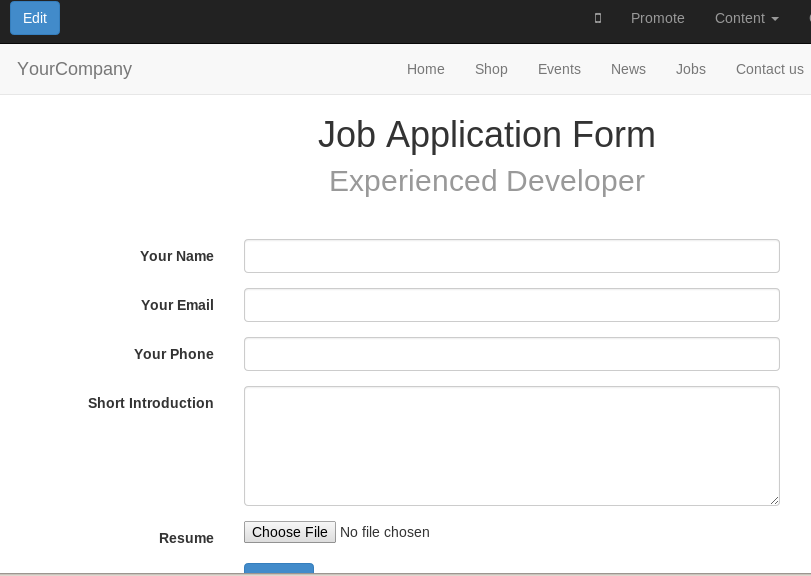 Edit Promote Content
YourCompany Home Shop Events News Jobs Contact us
Job Application Form
Experienced Developer
Your Name
Your Email
Your Phone
Short Introduction
Resume Choose File No file chosen